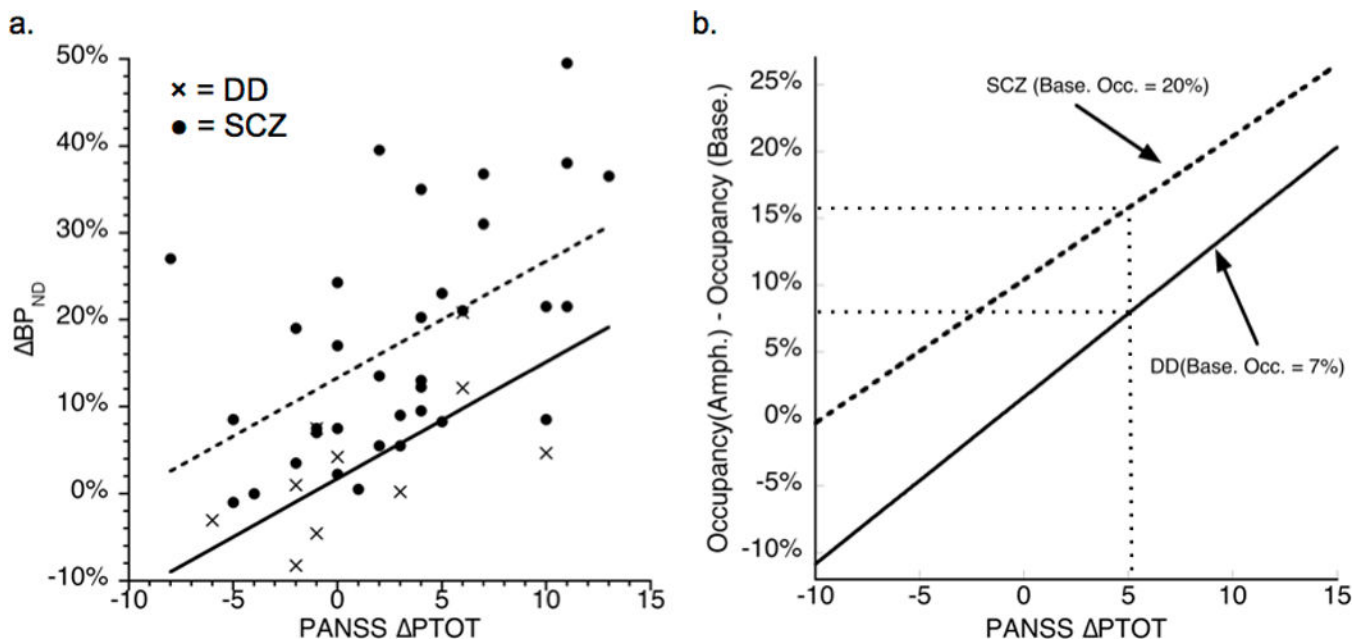 a.
50%
40%
30%
20%
10%
0%
-10%
ΔBP_ND
× = DD
● = SCZ
-10 -5 0 5 10 15
PANSS ΔPTOT
b.
25%
20%
15%
10%
5%
0%
-5%
-10%
Occupancy(Amph.) - Occupancy (Base.)
SCZ (Base. Occ. = 20%)
DD(Base. Occ. = 7%)
-10 -5 0 5 10 15
PANSS ΔPTOT